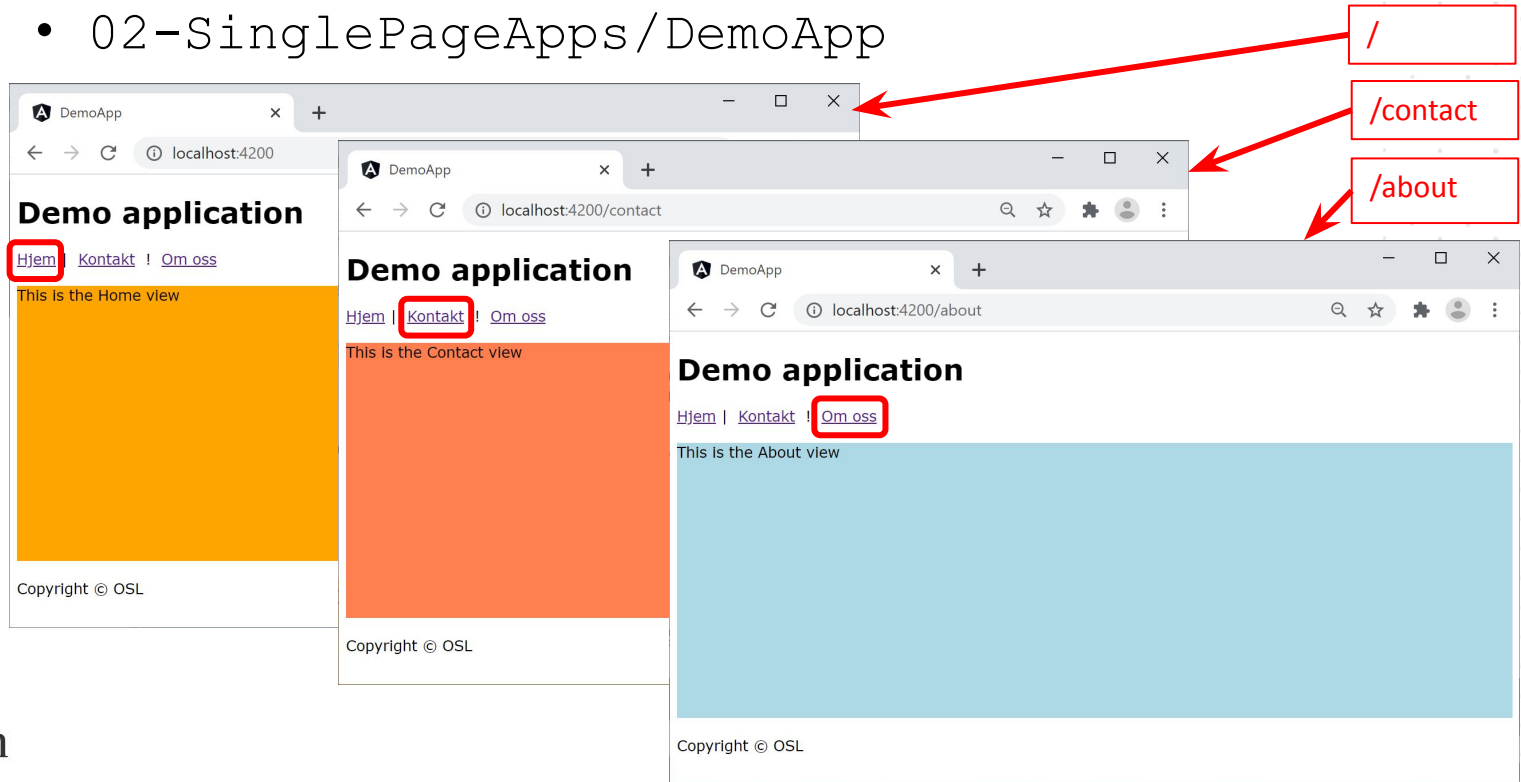 • 02-SinglePageApps/DemoApp
/
/contact
/about
DemoApp
localhost:4200
Demo application
Hjem | Kontakt ! Om oss
This is the Home view
Copyright © OSL
DemoApp
localhost:4200/contact
Demo application
Hjem | Kontakt ! Om oss
This is the Contact view
Copyright © OSL
DemoApp
localhost:4200/about
Demo application
Hjem | Kontakt ! Om oss
This is the About view
Copyright © OSL